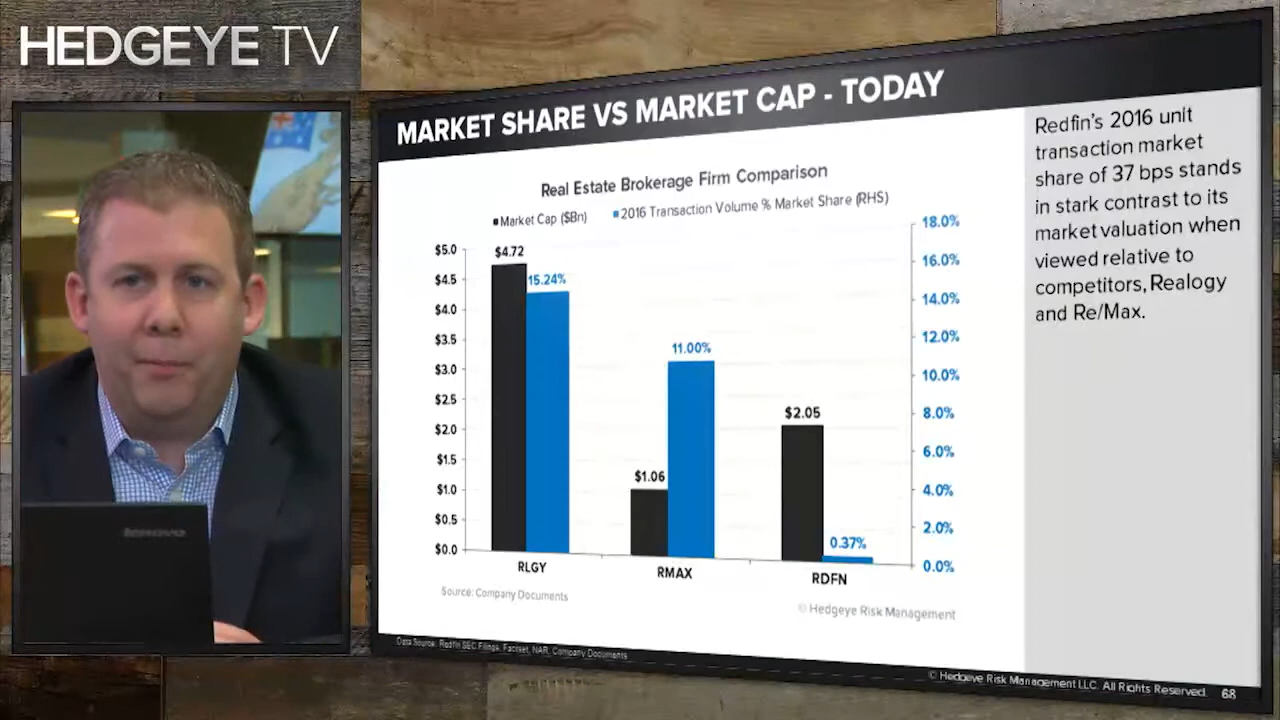 HEDGEYE TV
MARKET SHARE VS MARKET CAP - TODAY
Real Estate Brokerage Firm Comparison
Market Cap ($Bn)
2016 Transaction Volume % Market Share (RHS)
$5.0
$4.5
$4.0
$3.5
$3.0
$2.5
$2.0
$1.5
$1.0
$0.5
$0.0
$4.72
15.24%
$1.06
11.00%
$2.05
0.37%
RLGY
RMAX
RDFN
18.0%
16.0%
14.0%
12.0%
10.0%
8.0%
6.0%
4.0%
2.0%
0.0%
Source: Company Documents
© Hedgeye Risk Management
Redfin's 2016 unit
transaction market
share of 37 bps stands
in stark contrast to its
market valuation when
viewed relative to
competitors, Realogy
and Re/Max.
Data Source: Redfin SEC Filings, Factset, NAR, Company Documents
© Hedgeye Risk Management LLC. All Rights Reserved. 68